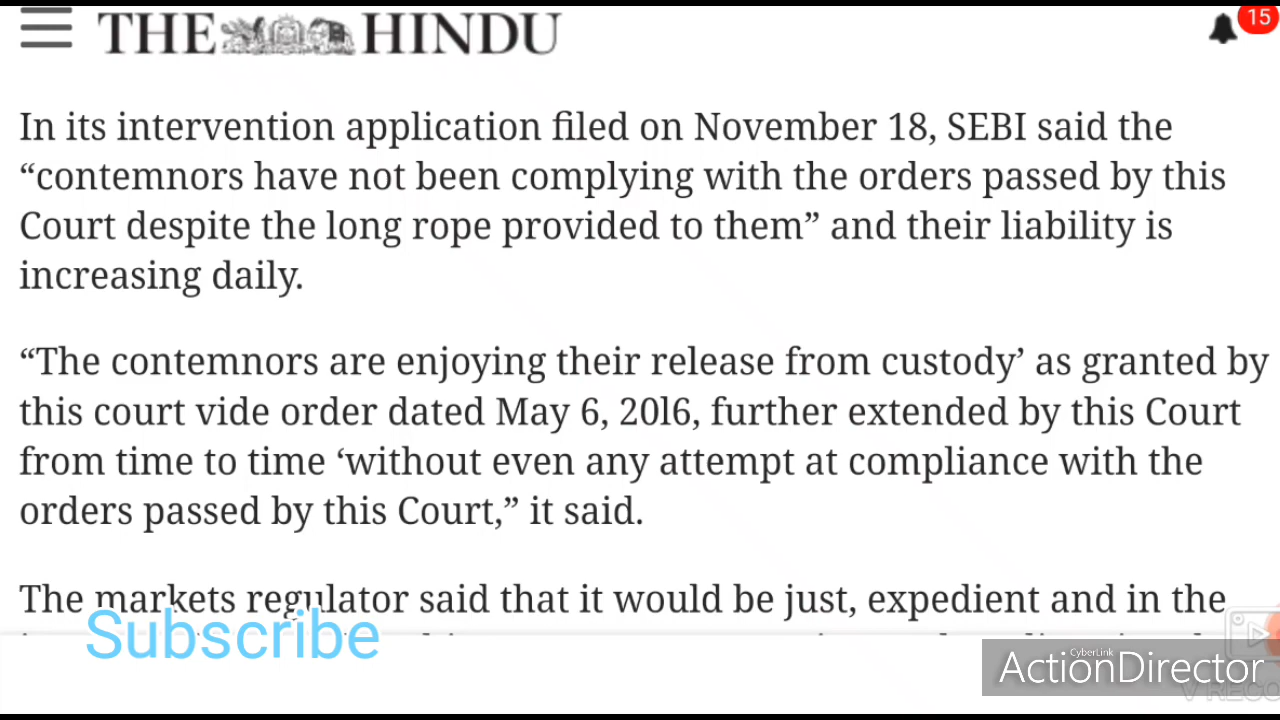 THE HINDU
15
In its intervention application filed on November 18, SEBI said the
“contemnors have not been complying with the orders passed by this
Court despite the long rope provided to them” and their liability is
increasing daily.
“The contemnors are enjoying their release from custody’ as granted by
this court vide order dated May 6, 20l6, further extended by this Court
from time to time ‘without even any attempt at compliance with the
orders passed by this Court,” it said.
The markets regulator said that it would be just, expedient and in the
Subscribe
CyberLink
ActionDirector
V RECO